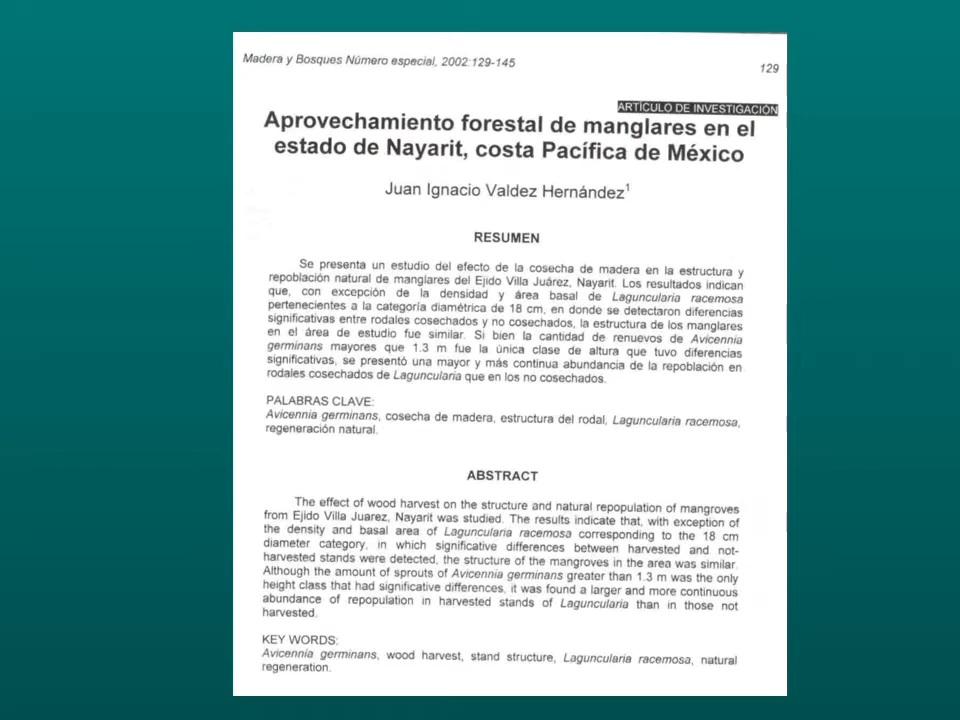 Madera y Bosques Número especial, 2002:129-145
129
ARTÍCULO DE INVESTIGACIÓN
Aprovechamiento forestal de manglares en el
estado de Nayarit, costa Pacífica de México
Juan Ignacio Valdez Hernández¹
RESUMEN
Se presenta un estudio del efecto de la cosecha de madera en la estructura y
repoblación natural de manglares del Ejido Villa Juárez, Nayarit. Los resultados indican
que, con excepción de la densidad y área basal de Laguncularia racemosa
pertenecientes a la categoría diamétrica de 18 cm, en donde se detectaron diferencias
significativas entre rodales cosechados y no cosechados, la estructura de los manglares
en el área de estudio fue similar. Si bien la cantidad de renuevos de Avicennia
germinans mayores que 1.3 m fue la única clase de altura que tuvo diferencias
significativas, se presentó una mayor y más continua abundancia de la repoblación en
rodales cosechados de Laguncularia que en los no cosechados.
PALABRAS CLAVE:
Avicennia germinans, cosecha de madera, estructura del rodal, Laguncularia racemosa,
regeneración natural.
ABSTRACT
The effect of wood harvest on the structure and natural repopulation of mangroves
from Ejido Villa Juarez, Nayarit was studied. The results indicate that, with exception of
the density and basal area of Laguncularia racemosa corresponding to the 18 cm
diameter category, in which significative differences between harvested and not-
harvested stands were detected, the structure of the mangroves in the area was similar.
Although the amount of sprouts of Avicennia germinans greater than 1.3 m was the only
height class that had significative differences, it was found a larger and more continuous
abundance of repopulation in harvested stands of Laguncularia than in those not
harvested.
KEY WORDS:
Avicennia germinans, wood harvest, stand structure, Laguncularia racemosa, natural
regeneration.